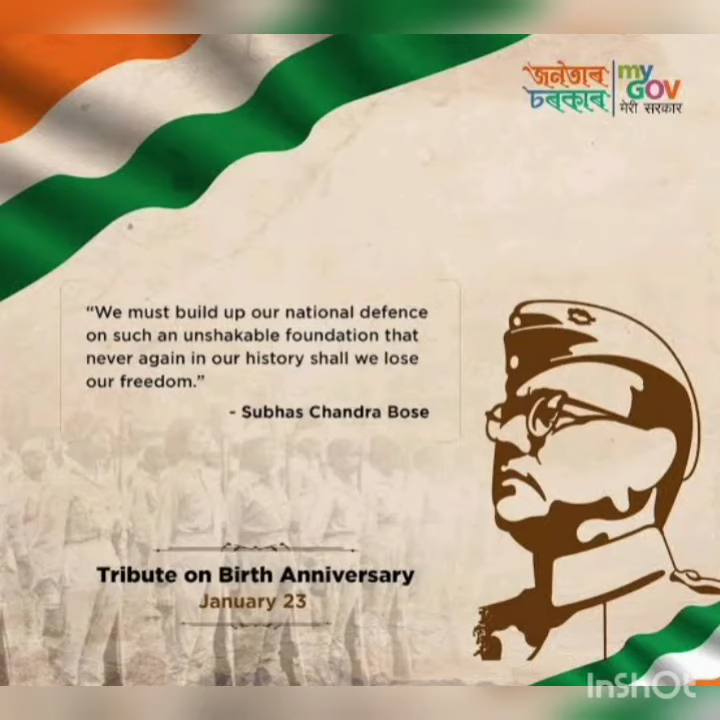 জনতাৰ
চৰকাৰ
my
GOV
मेरी सरकार
“We must build up our national defence
on such an unshakable foundation that
never again in our history shall we lose
our freedom.”
- Subhas Chandra Bose
Tribute on Birth Anniversary
January 23
InShOt